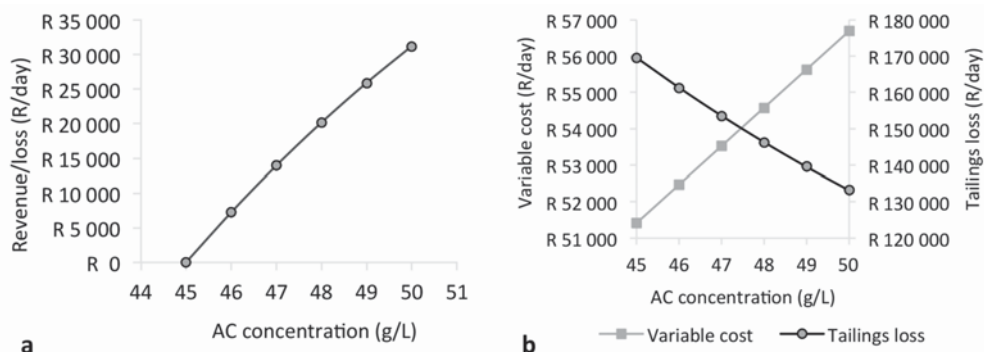 R 35 000
R 30 000
R 25 000
R 20 000
R 15 000
R 10 000
R 5 000
R 0
Revenue/loss (R/day)
44 45 46 47 48 49 50 51
AC concentration (g/L)
a
R 57 000
R 56 000
R 55 000
R 54 000
R 53 000
R 52 000
R 51 000
Variable cost (R/day)
R 180 000
R 170 000
R 160 000
R 150 000
R 140 000
R 130 000
R 120 000
Tailings loss (R/day)
45 46 47 48 49 50
AC concentration (g/L)
b
Variable cost
Tailings loss